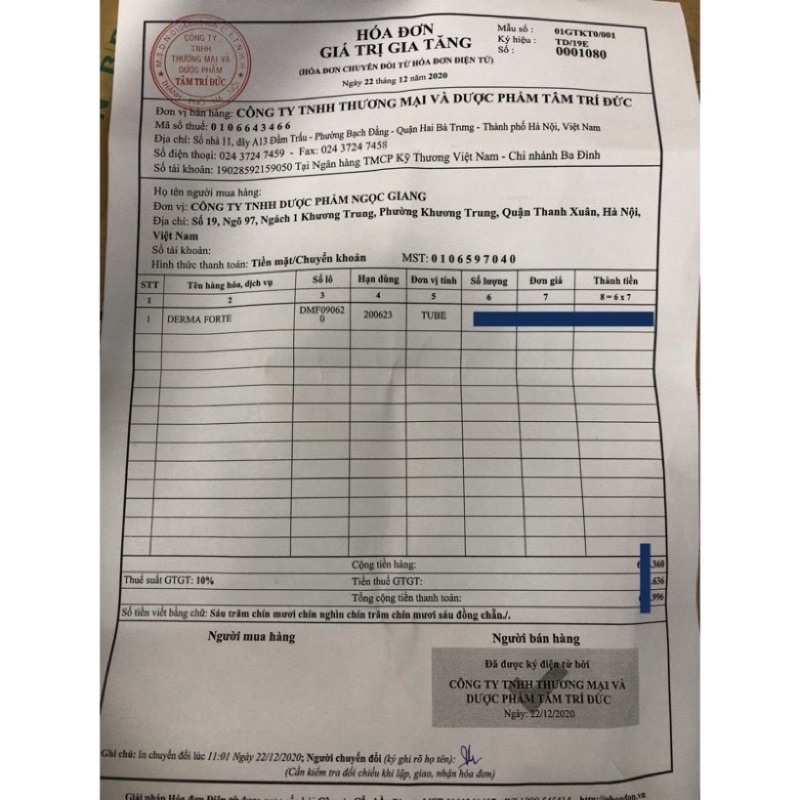 HÓA ĐƠN
GIÁ TRỊ GIA TĂNG
(HÓA ĐƠN CHUYỂN ĐỔI TỪ HÓA ĐƠN ĐIỆN TỬ)
Ngày 22 tháng 12 năm 2020
Mẫu số : 01GTKT0/001
Ký hiệu : TD/19E
Số : 0001080
CÔNG TY
TNHH
THƯƠNG MẠI VÀ
DƯỢC PHẨM
TÂM TRÍ ĐỨC
Đơn vị bán hàng: CÔNG TY TNHH THƯƠNG MẠI VÀ DƯỢC PHẨM TÂM TRÍ ĐỨC
Mã số thuế: 0106643466
Địa chỉ: Số nhà 11, dãy A13 Đầm Trấu - Phường Bạch Đằng - Quận Hai Bà Trưng - Thành phố Hà Nội, Việt Nam
Số điện thoại: 024 3724 7459 - Fax: 024 3724 7458
Số tài khoản: 19028592159050 Tại Ngân hàng TMCP Kỹ Thương Việt Nam - Chi nhánh Ba Đình
Họ tên người mua hàng:
Đơn vị: CÔNG TY TNHH DƯỢC PHẨM NGỌC GIANG
Địa chỉ: Số 19, Ngõ 97, Ngách 1 Khương Trung, Phường Khương Trung, Quận Thanh Xuân, Hà Nội,
Việt Nam
Số tài khoản:
Hình thức thanh toán: Tiền mặt/Chuyển khoản MST: 0106597040
STT Tên hàng hóa, dịch vụ Số lô Hạn dùng Đơn vị tính Số lượng Đơn giá Thành tiền
1 2 3 4 5 6 7 8 = 6 x 7
1 DERMA FORTE DMF09062 200623 TUBE
0
Cộng tiền hàng: .360
Thuế suất GTGT: 10% Tiền thuế GTGT: .636
Tổng cộng tiền thanh toán: .996
Số tiền viết bằng chữ: Sáu trăm chín mươi chín nghìn chín trăm chín mươi sáu đồng chẵn./.
Người mua hàng Người bán hàng
Đã được ký điện tử bởi
CÔNG TY TNHH THƯƠNG MẠI VÀ
DƯỢC PHẨM TÂM TRÍ ĐỨC
Ngày: 22/12/2020
Ghi chú: In chuyển đổi lúc 11:01 Ngày 22/12/2020; Người chuyển đổi (ký ghi rõ họ tên):
(Cần kiểm tra đối chiếu khi lập, giao, nhận hóa đơn)